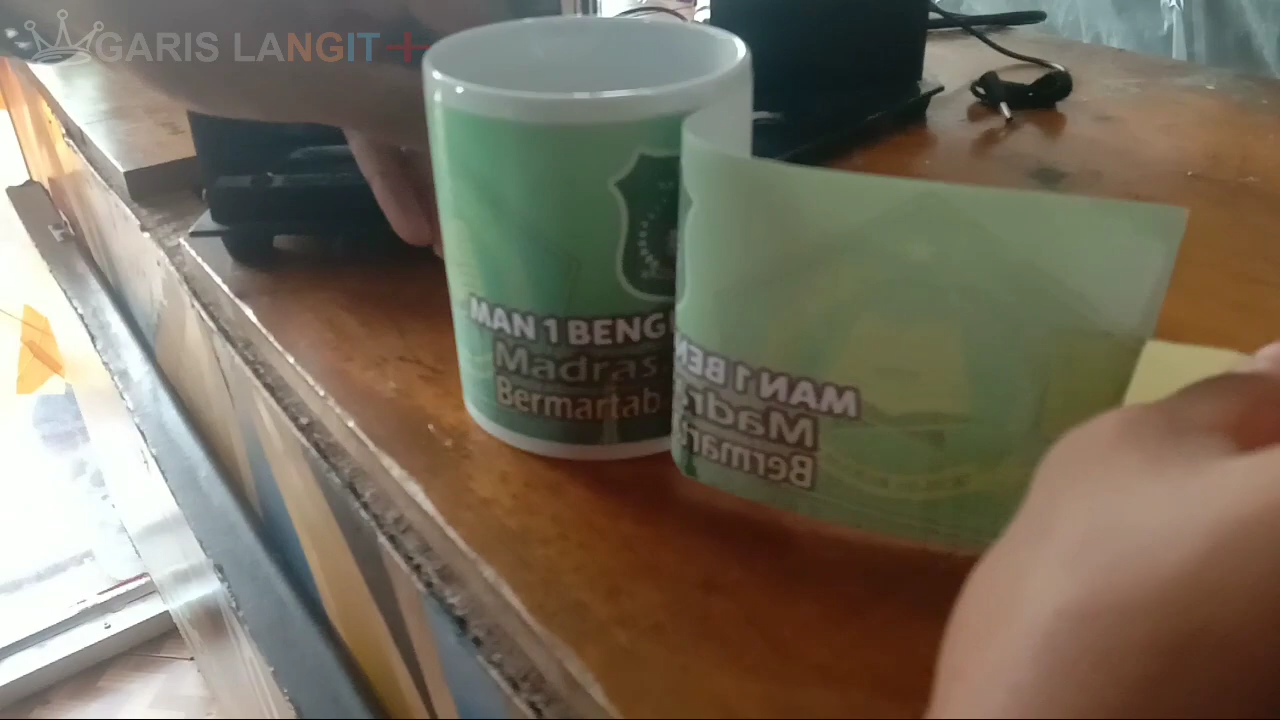 GARIS LANGIT+
MAN 1 BENG
Madras
Bermartab
MAN 1 BEN
Madr
Bermar